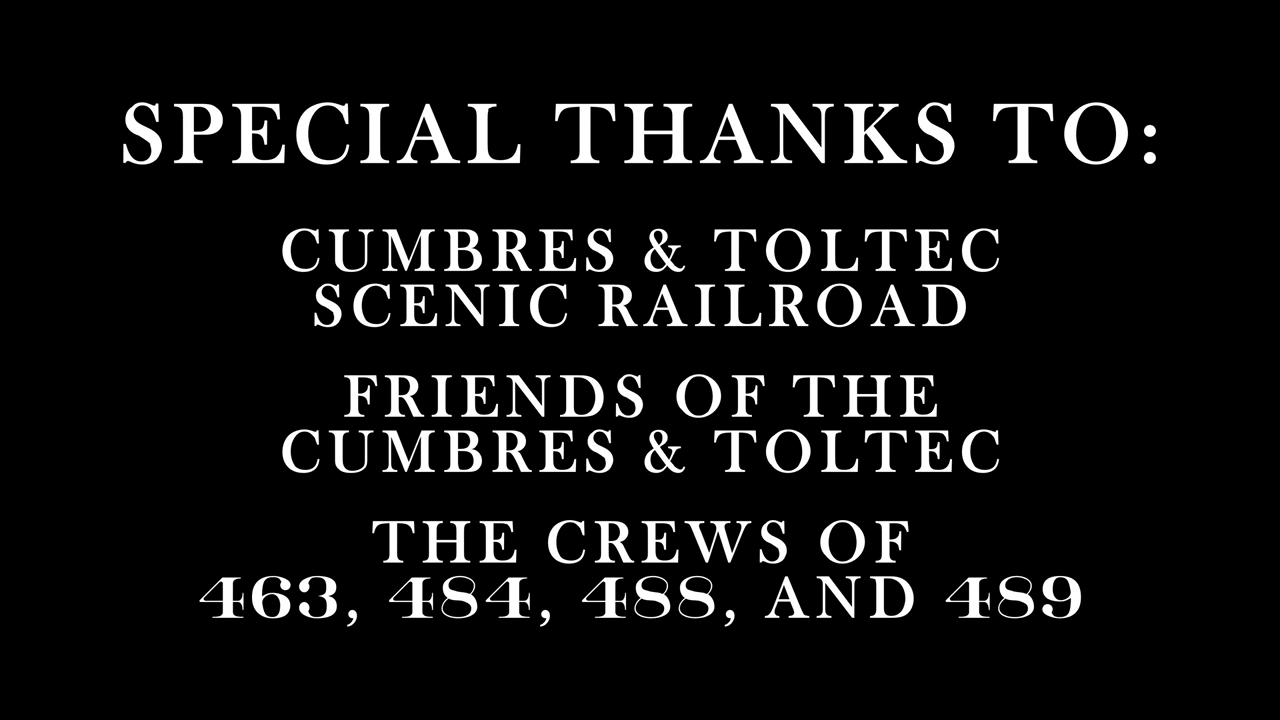 SPECIAL THANKS TO:
CUMBRES & TOLTEC
SCENIC RAILROAD
FRIENDS OF THE
CUMBRES & TOLTEC
THE CREWS OF
463, 484, 488, AND 489